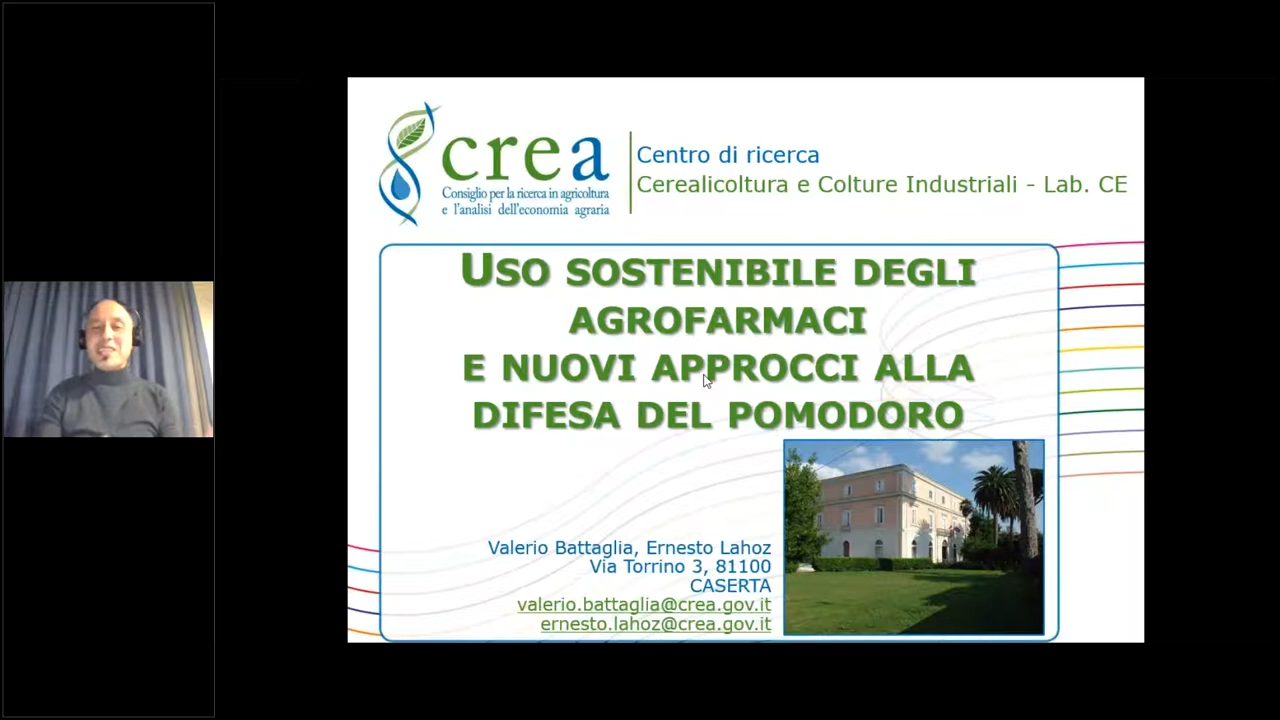 crea
Consiglio per la ricerca in agricoltura
e l'analisi dell'economia agraria
Centro di ricerca
Cerealicoltura e Colture Industriali - Lab. CE
USO SOSTENIBILE DEGLI
AGROFARMACI
E NUOVI APPROCCI ALLA
DIFESA DEL POMODORO
Valerio Battaglia, Ernesto Lahoz
Via Torrino 3, 81100
CASERTA
valerio.battaglia@crea.gov.it
ernesto.lahoz@crea.gov.it